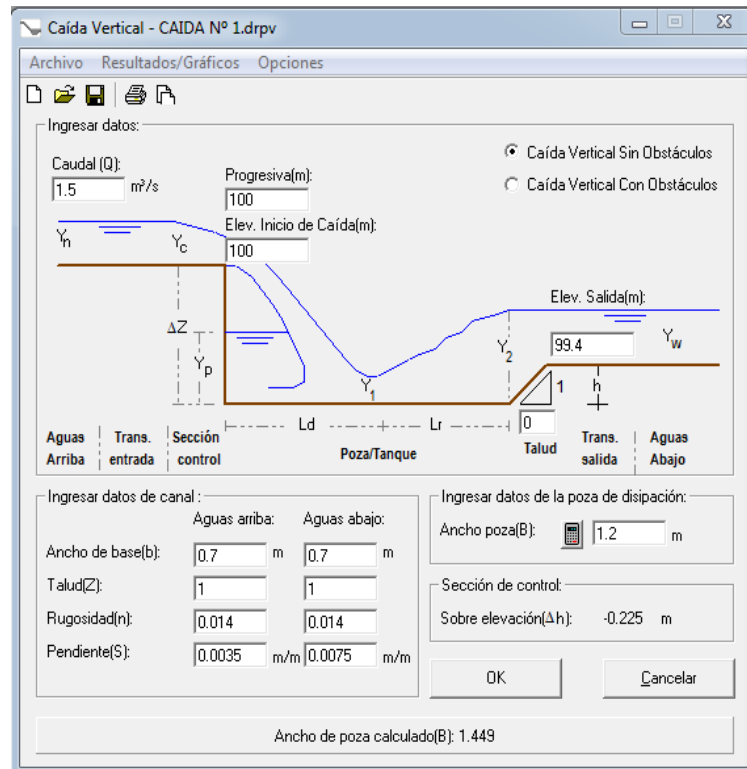 Caída Vertical - CAIDA Nº 1.drpv
Archivo Resultados/Gráficos Opciones
Ingresar datos:
Caudal (Q):
1.5 m³/s
Progresiva(m):
100
Elev. Inicio de Caída(m):
100
Caída Vertical Sin Obstáculos
Caída Vertical Con Obstáculos
Yn
Yc
ΔZ
Yp
Y1
Y2
Elev. Salida(m):
99.4
Yw
1
h
0
Talud
Ld
Lr
Poza/Tanque
Aguas Arriba
Trans. entrada
Sección control
Trans. salida
Aguas Abajo
Ingresar datos de canal :
Aguas arriba: Aguas abajo:
Ancho de base(b): 0.7 m 0.7 m
Talud(Z): 1 1
Rugosidad(n): 0.014 0.014
Pendiente(S): 0.0035 m/m 0.0075 m/m
Ingresar datos de la poza de disipación:
Ancho poza(B): 1.2 m
Sección de control:
Sobre elevación(Δh): -0.225 m
OK Cancelar
Ancho de poza calculado(B): 1.449